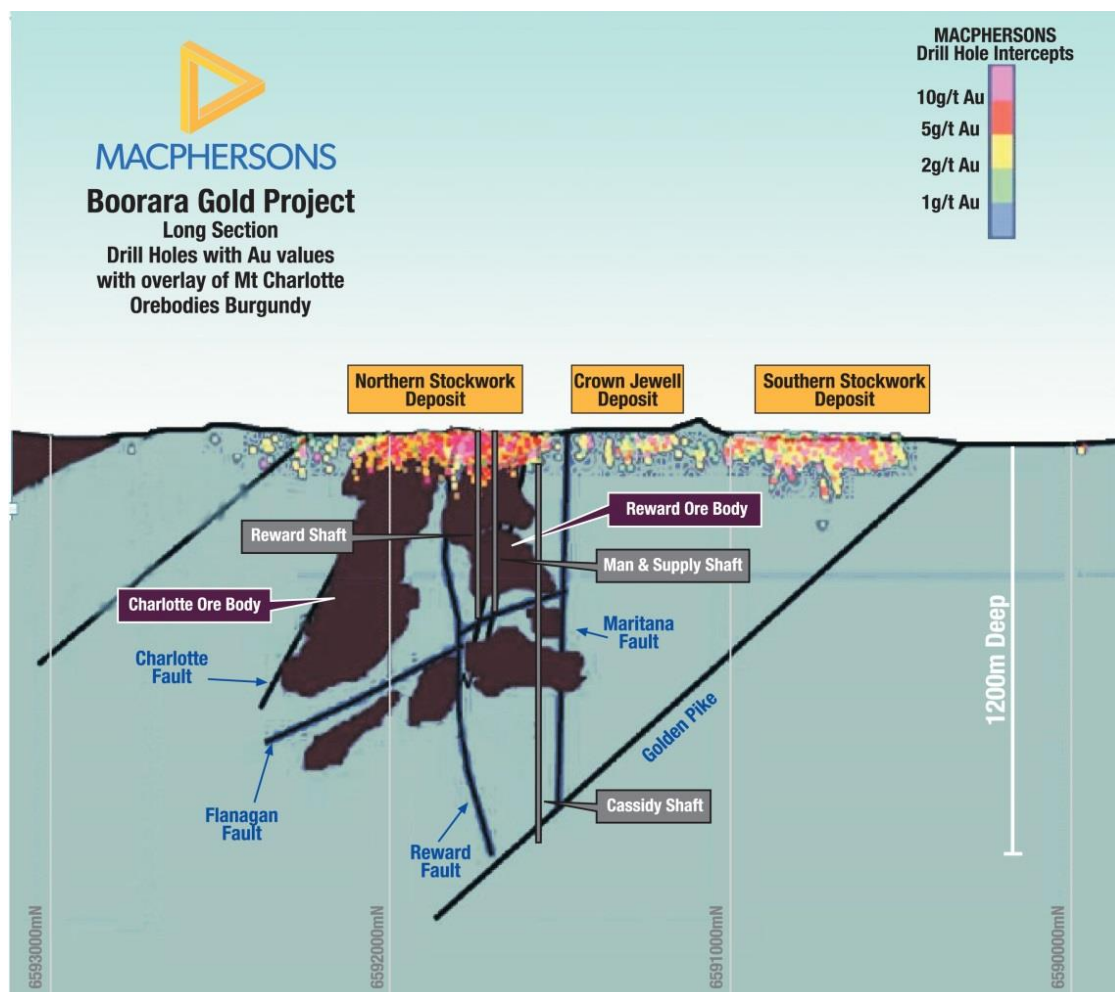 MACPHERSONS
Boorara Gold Project
Long Section
Drill Holes with Au values
with overlay of Mt Charlotte
Orebodies Burgundy
MACPHERSONS
Drill Hole Intercepts
10g/t Au
5g/t Au
2g/t Au
1g/t Au
Northern Stockwork
Deposit
Crown Jewell
Deposit
Southern Stockwork
Deposit
Reward Shaft
Reward Ore Body
Man & Supply Shaft
Charlotte Ore Body
Maritana
Fault
Charlotte
Fault
Golden Pike
1200m Deep
Flanagan
Fault
Reward
Fault
Cassidy Shaft
6593000mN
6592000mN
6591000mN
6590000mN